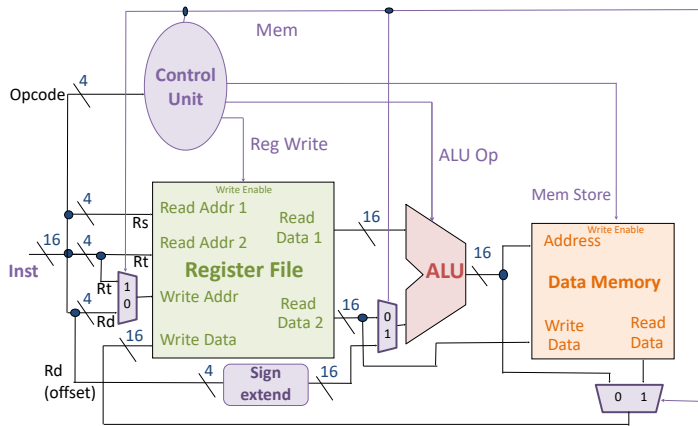 Mem
4
Opcode
Control
Unit
Reg Write
ALU Op
Mem Store
4
Rs
16
4
Rt
Inst
Rt
4
Rd
1
0
16
Rd
(offset)
Write Enable
Read Addr 1
Read
Data 1
Read Addr 2
Register File
Write Addr
Read
Data 2
Write Data
16
16
4
Sign
extend
16
0
1
ALU
16
Write Enable
Address
Data Memory
Write
Data
Read
Data
0 1